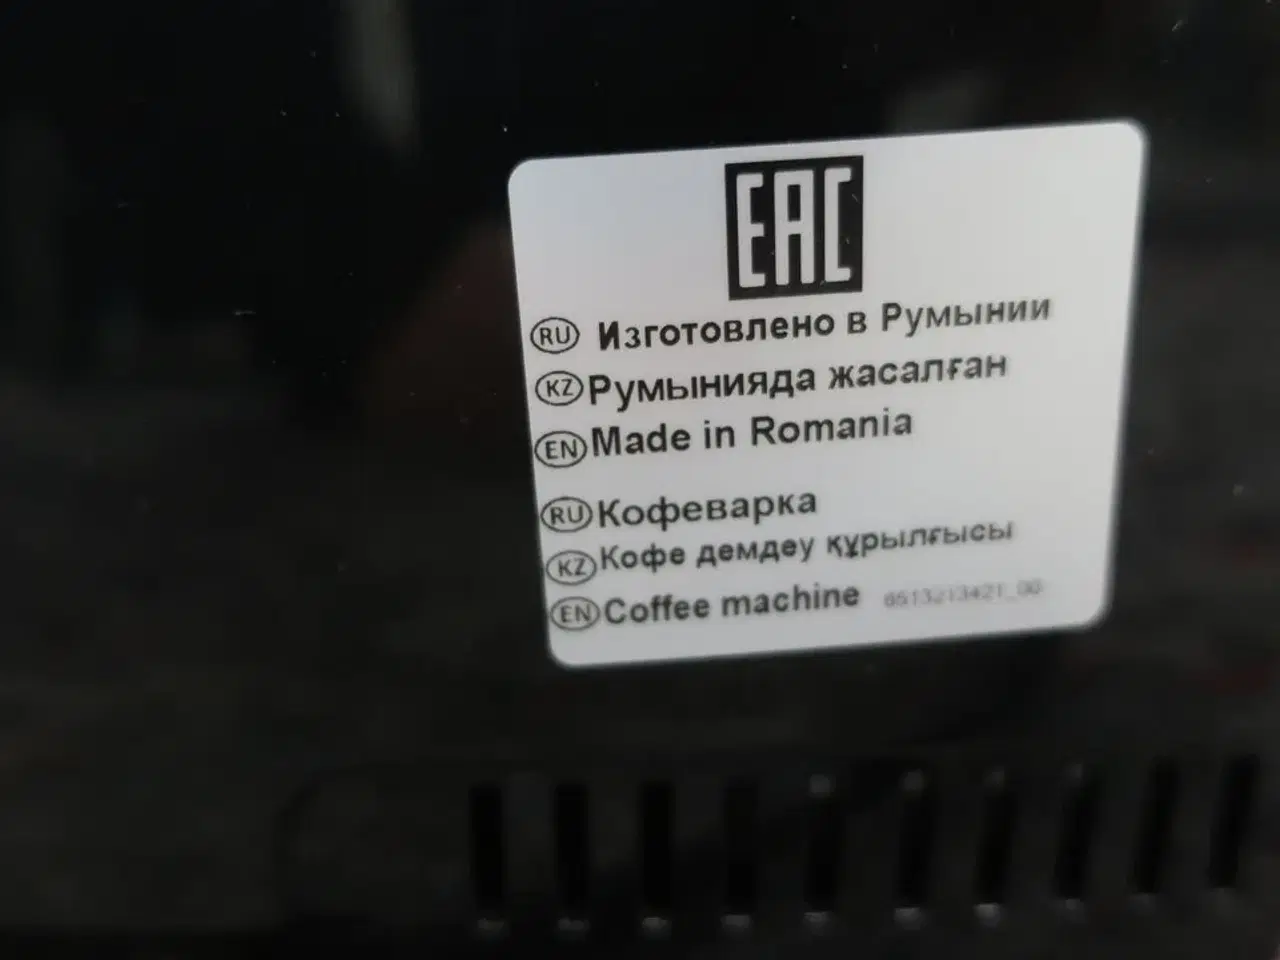 EAC
RU Изготовлено в Румынии
KZ Румынияда жасалған
EN Made in Romania
RU Кофеварка
KZ Кофе демдеу құрылғысы
EN Coffee machine 6513213421_00